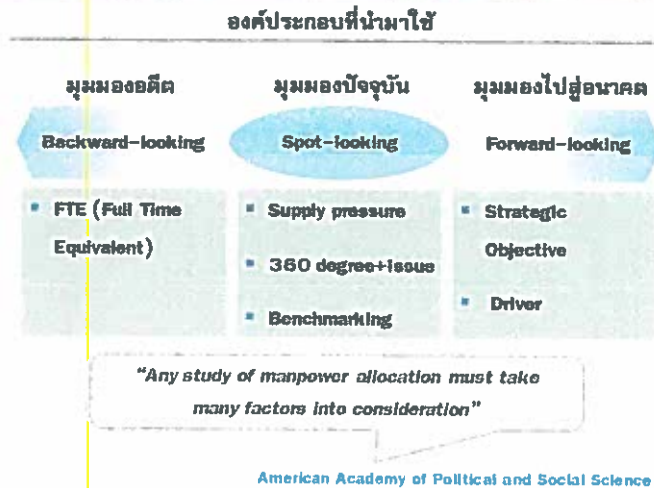 องค์ประกอบที่นำมาใช้
มุมมองอดีต
Backward-looking
FTE (Full Time
Equivalent)
มุมมองปัจจุบัน
Spot-looking
Supply pressure
360 degree+issue
Benchmarking
มุมมองไปสู่อนาคต
Forward-looking
Strategic
Objective
Driver
"Any study of manpower allocation must take
many factors into consideration"
American Academy of Political and Social Science